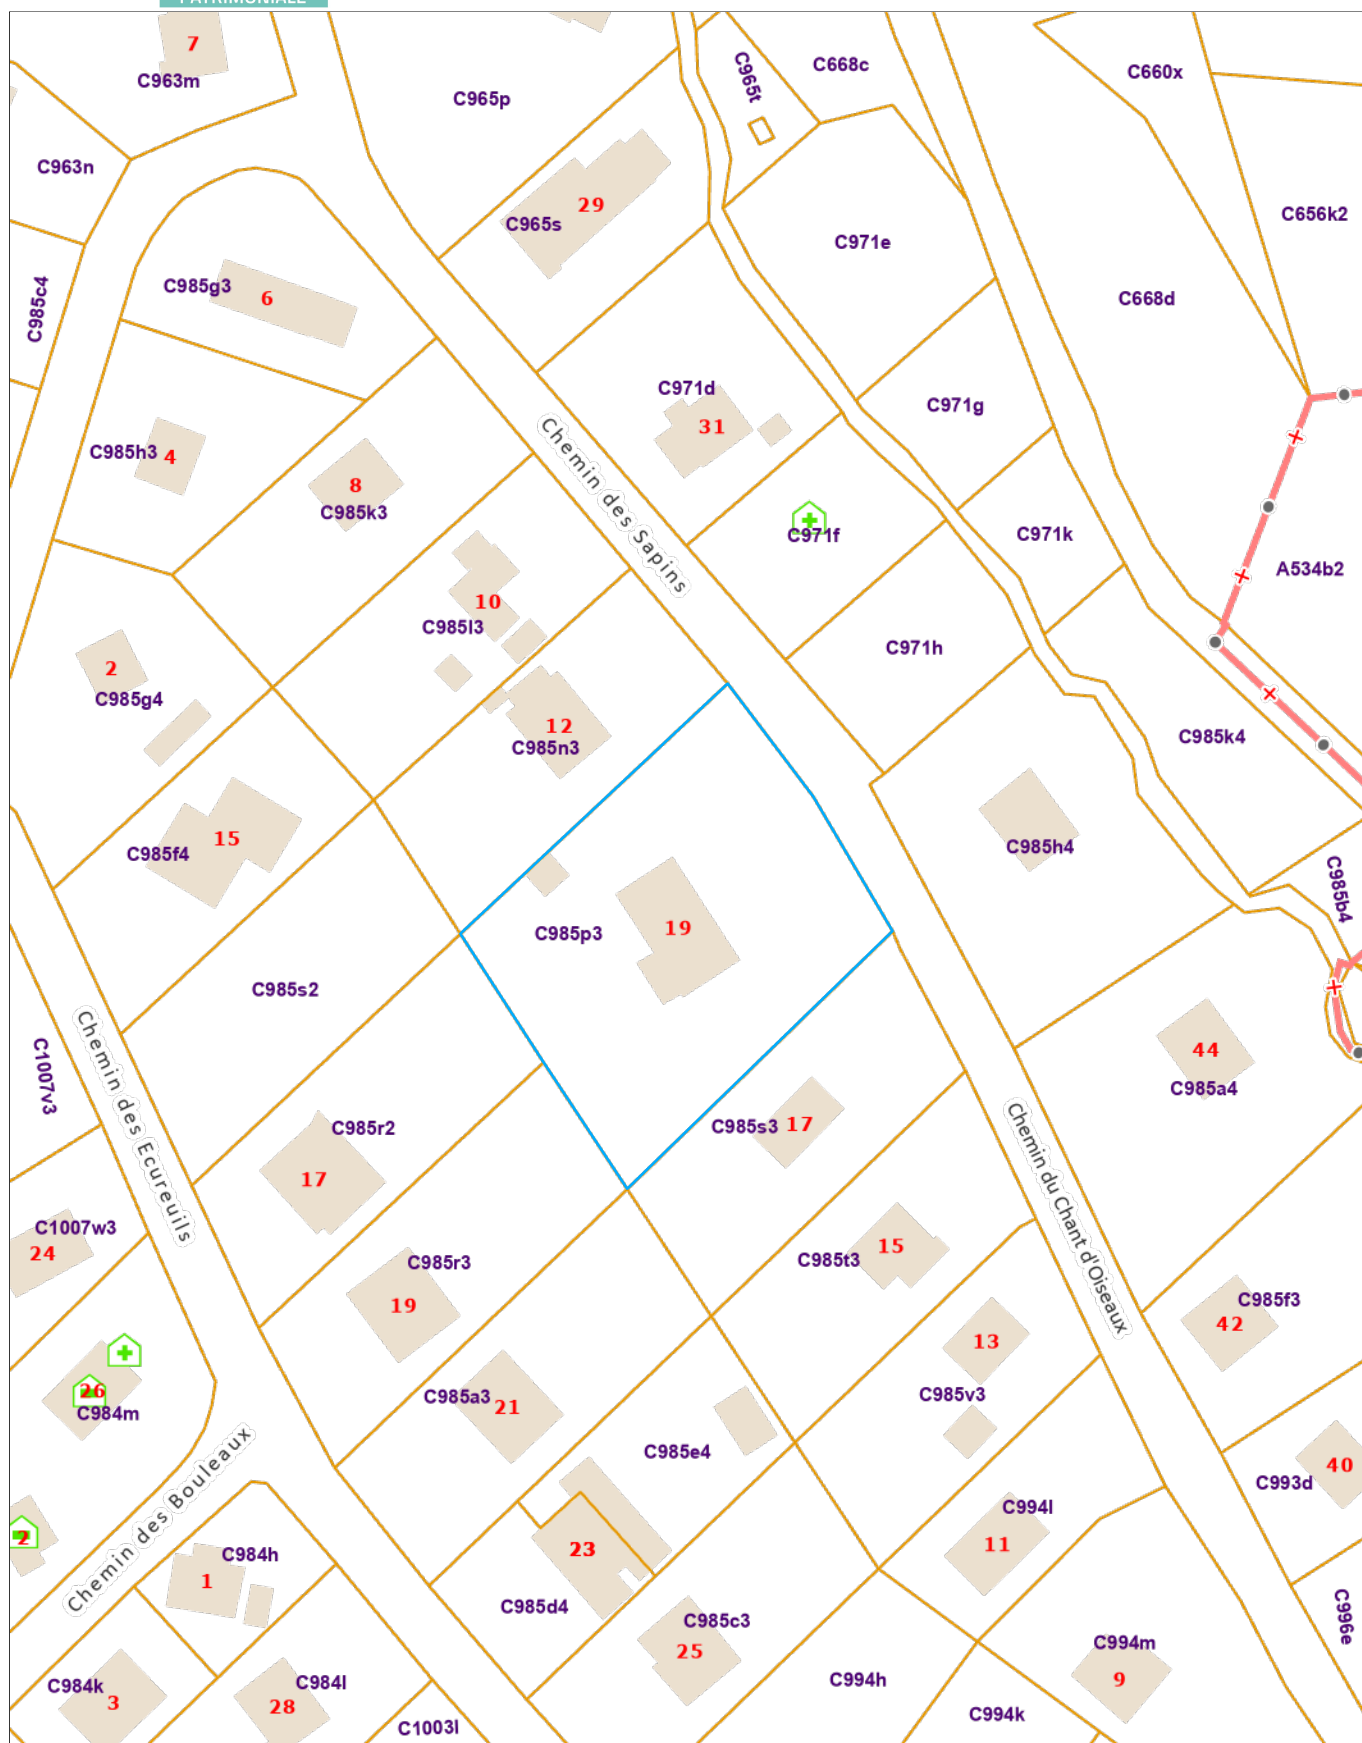 PATRIMONIALE
7
C963m
C965p
C965t
C668c
C660x
C963n
C965s
29
C971e
C656k2
C985c4
C985g3
6
C668d
C971d
31
C971g
C985h3
4
8
C985k3
Chemin des Sapins
C971f
C971k
A534b2
10
C985l3
C971h
2
C985g4
12
C985n3
C985k4
15
C985f4
C985h4
C985b4
C985p3
19
C985s2
C1007v3
Chemin des Ecureuils
44
C985a4
C985r2
17
C985s3
17
Chemin du Chant d'Oiseaux
C1007w3
24
C985r3
19
C985t3
15
C985f3
42
13
C985v3
26
C984m
C985a3
21
C985e4
40
C993d
Chemin des Bouleaux
2
C994l
11
C984h
1
23
C985d4
C985c3
25
C996e
C994m
9
C984k
3
C984l
28
C994h
C994k
C1003l